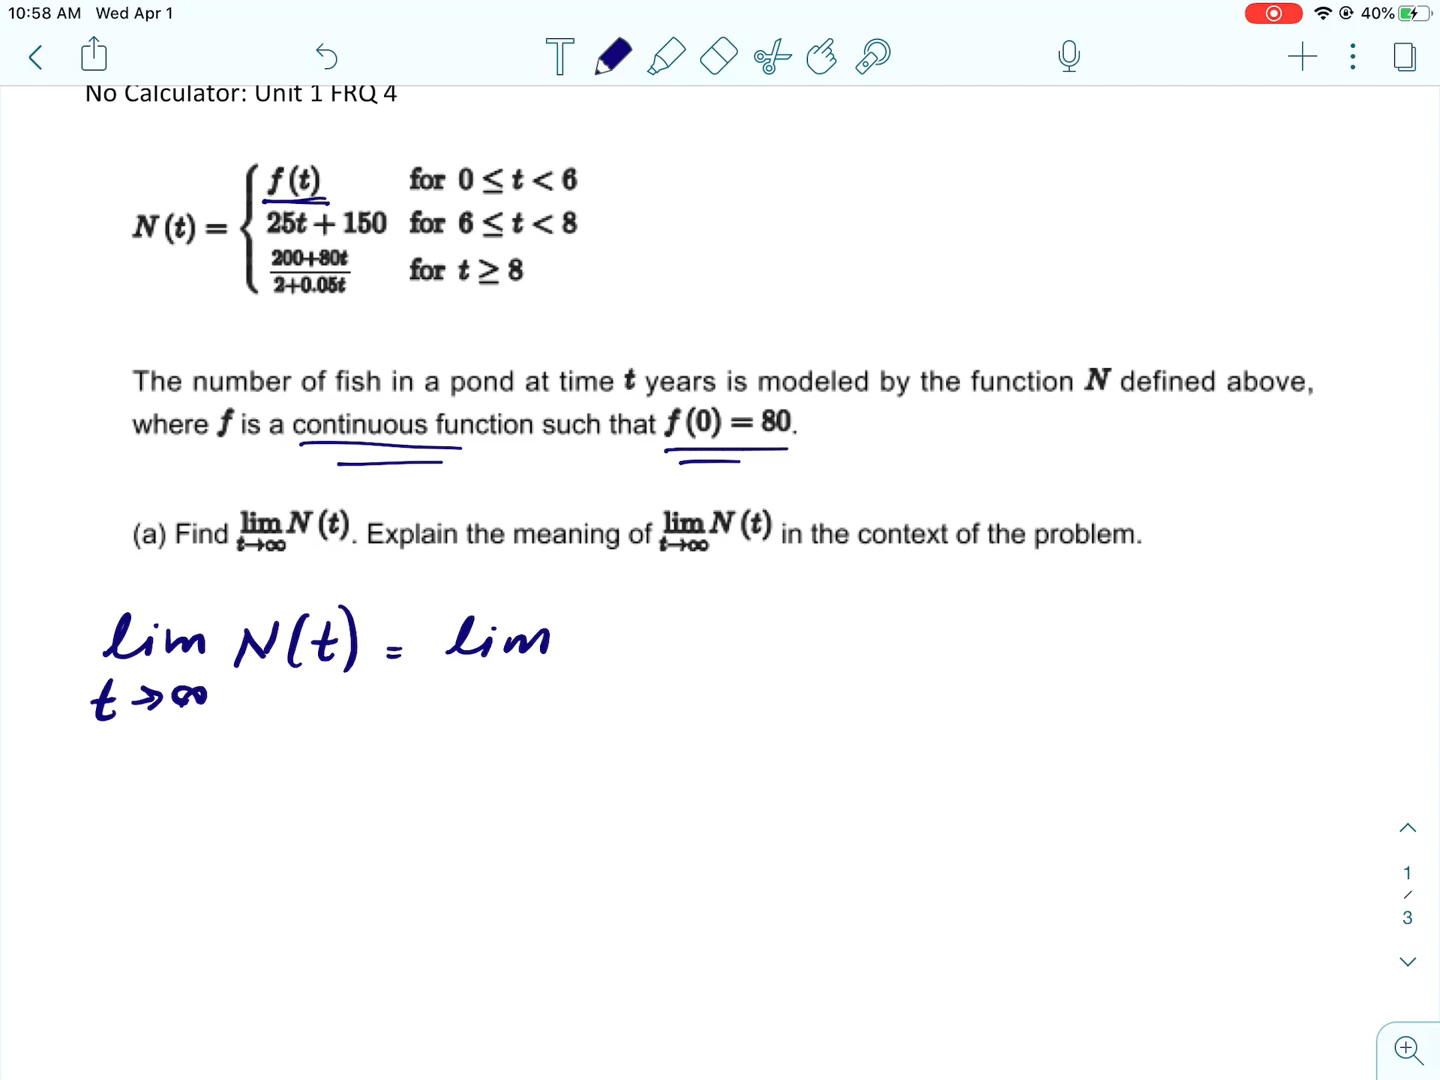 10:58 AM Wed Apr 1
40%
T
No Calculator: Unit 1 FRQ 4
N(t) = { f(t) for 0 ≤ t < 6
25t + 150 for 6 ≤ t < 8
200+80t / 2+0.05t for t ≥ 8
The number of fish in a pond at time t years is modeled by the function N defined above,
where f is a continuous function such that f(0) = 80.
(a) Find lim t→∞ N(t). Explain the meaning of lim t→∞ N(t) in the context of the problem.
lim N(t) = lim
t→∞
1
/
3